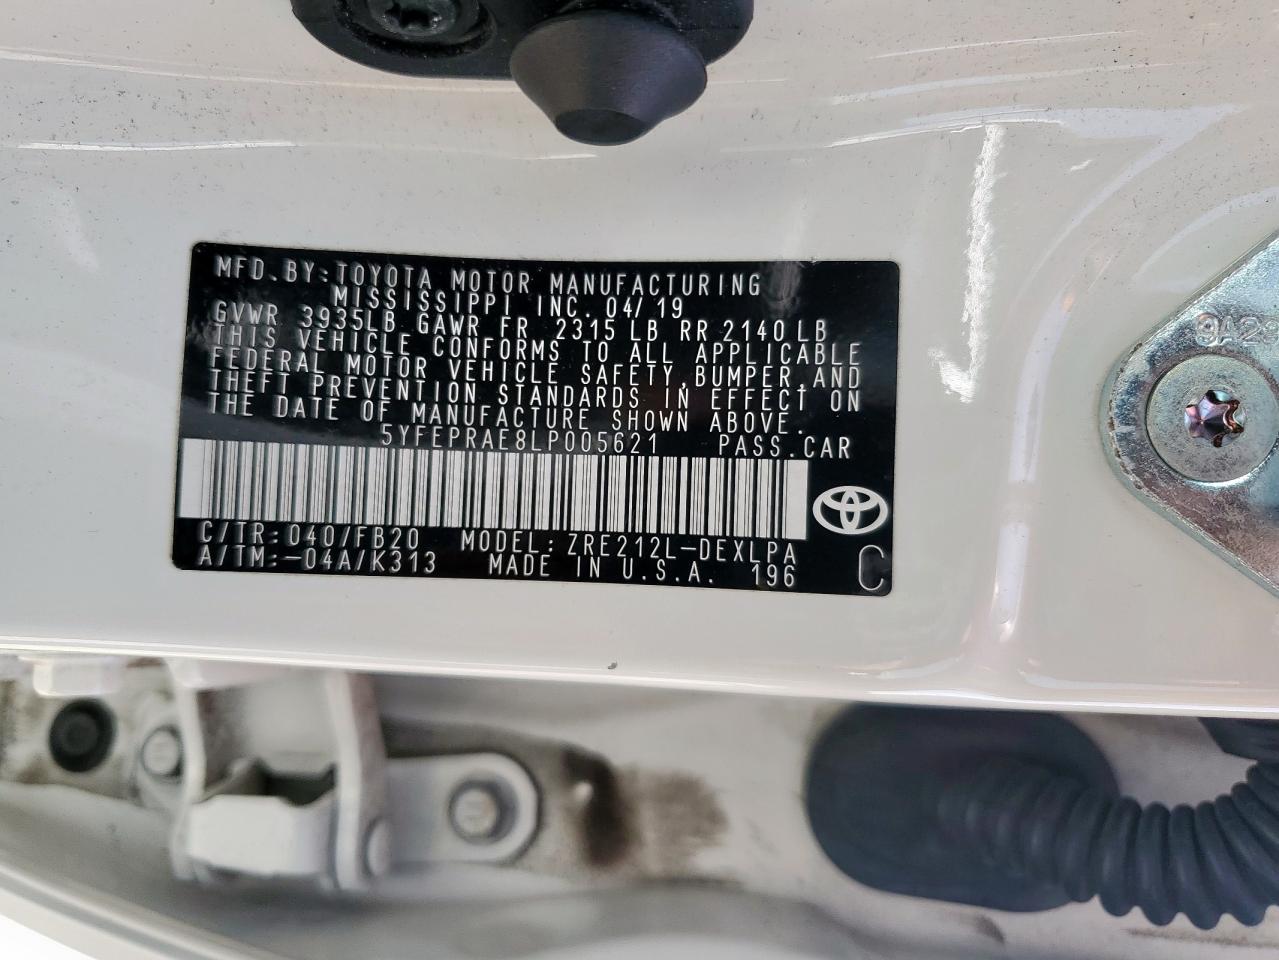 MFD.BY:TOYOTA MOTOR MANUFACTURING
MISSISSIPPI INC. 04/19
GVWR 3935LB GAWR FR 2315 LB RR 2140 LB
THIS VEHICLE CONFORMS TO ALL APPLICABLE
FEDERAL MOTOR VEHICLE SAFETY,BUMPER,AND
THEFT PREVENTION STANDARDS IN EFFECT ON
THE DATE OF MANUFACTURE SHOWN ABOVE.
5YFEPRAE8LP005621 PASS.CAR
C/TR:040/FB20 MODEL:ZRE212L-DEXLPA
A/TM:-04A/K313 MADE IN U.S.A. 196 C